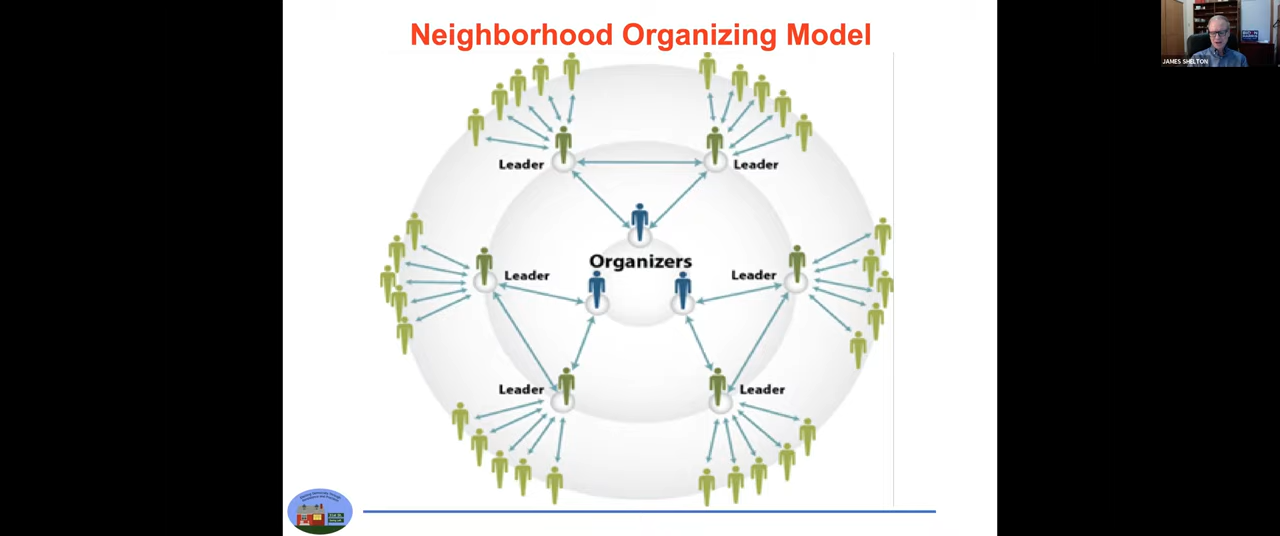 Neighborhood Organizing Model
JAMES SHELTON
Leader
Leader
Organizers
Leader
Leader
Leader
Leader